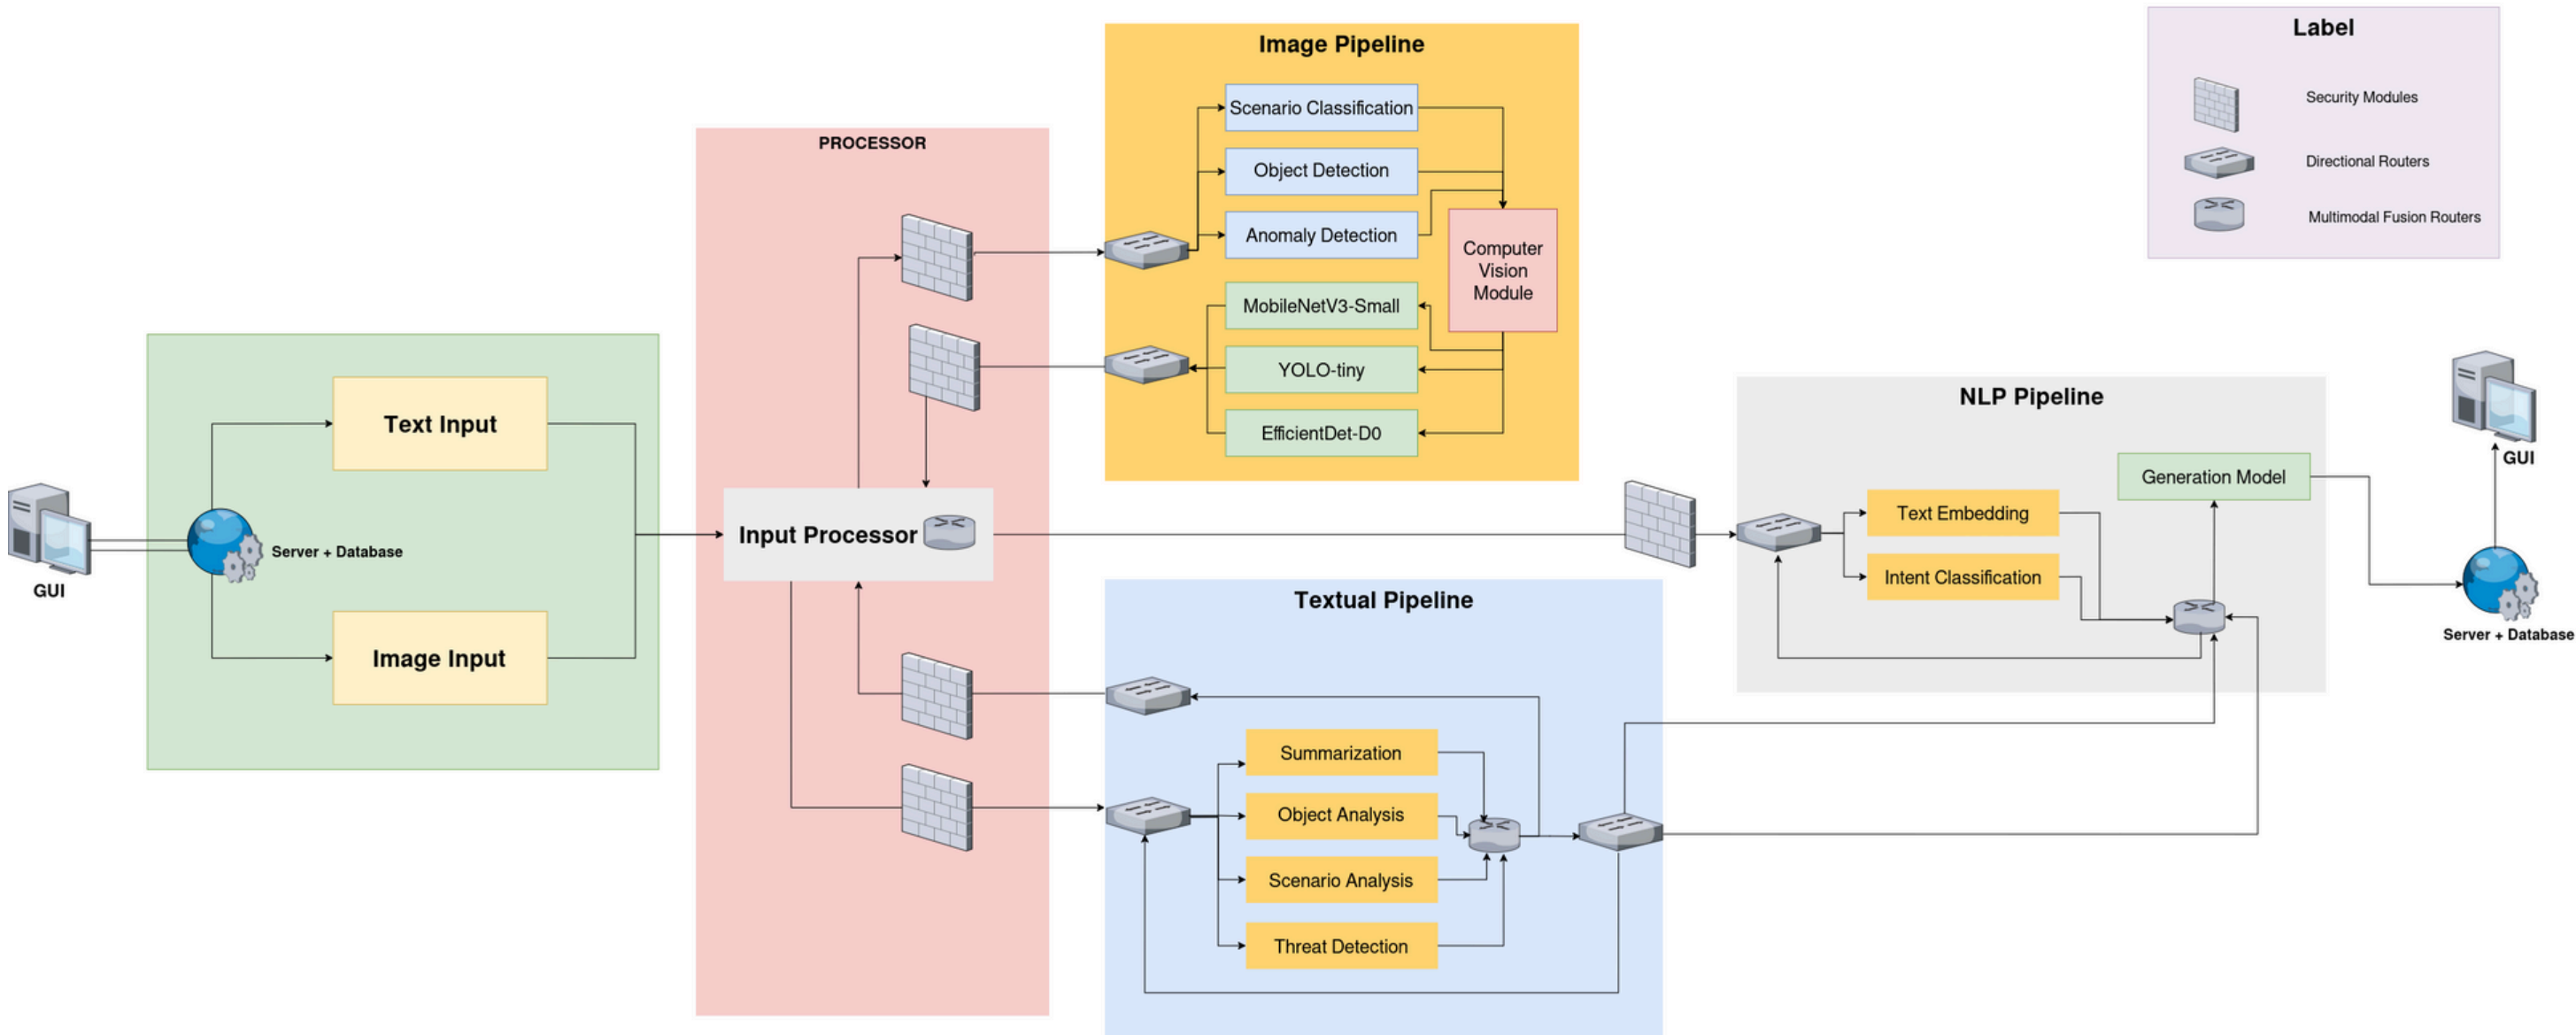 Image Pipeline
Label
Scenario Classification
Security Modules
PROCESSOR
Object Detection
Directional Routers
Anomaly Detection
Multimodal Fusion Routers
Computer
Vision
Module
MobileNetV3-Small
YOLO-tiny
EfficientDet-D0
NLP Pipeline
Text Input
GUI
Generation Model
Text Embedding
Input Processor
Server + Database
Intent Classification
GUI
Textual Pipeline
Server + Database
Image Input
Summarization
Object Analysis
Scenario Analysis
Threat Detection